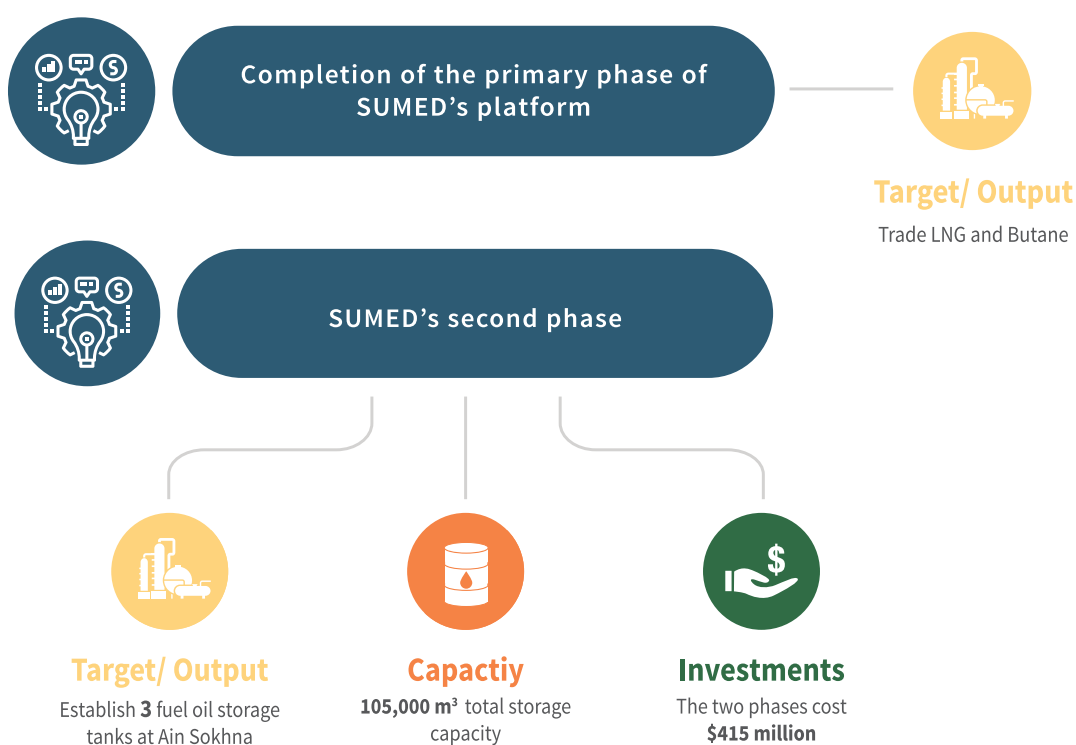 Completion of the primary phase of
SUMED's platform
Target/ Output
Trade LNG and Butane
SUMED's second phase
Target/ Output
Establish 3 fuel oil storage
tanks at Ain Sokhna
Capactiy
105,000 m³ total storage
capacity
$
Investments
The two phases cost
$415 million